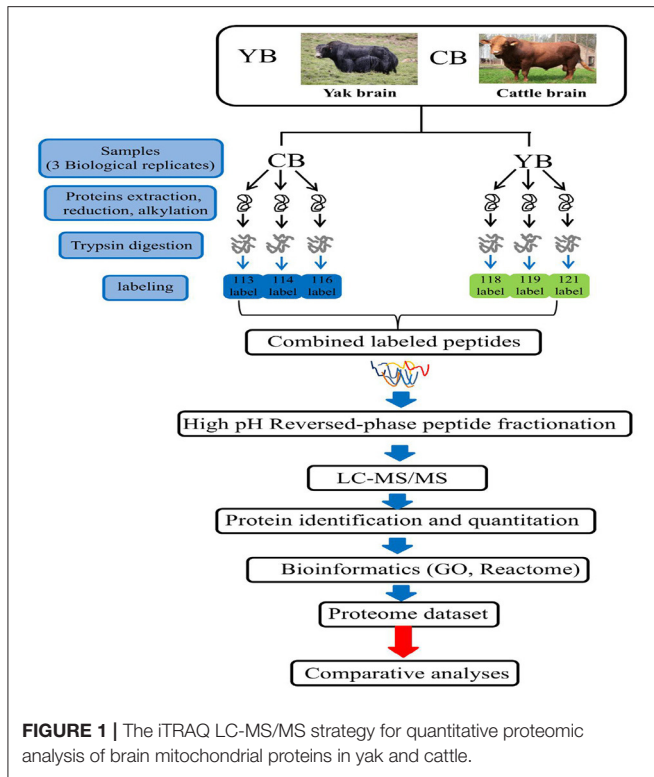 YB
CB
Yak brain
Cattle brain
Samples
(3 Biological replicates)
CB
YB
Proteins extraction,
reduction, alkylation
Trypsin digestion
labeling
113
label
114
label
116
label
118
label
119
label
121
label
Combined labeled peptides
High pH Reversed-phase peptide fractionation
LC-MS/MS
Protein identification and quantitation
Bioinformatics (GO, Reactome)
Proteome dataset
Comparative analyses
FIGURE 1 | The iTRAQ LC-MS/MS strategy for quantitative proteomic
analysis of brain mitochondrial proteins in yak and cattle.